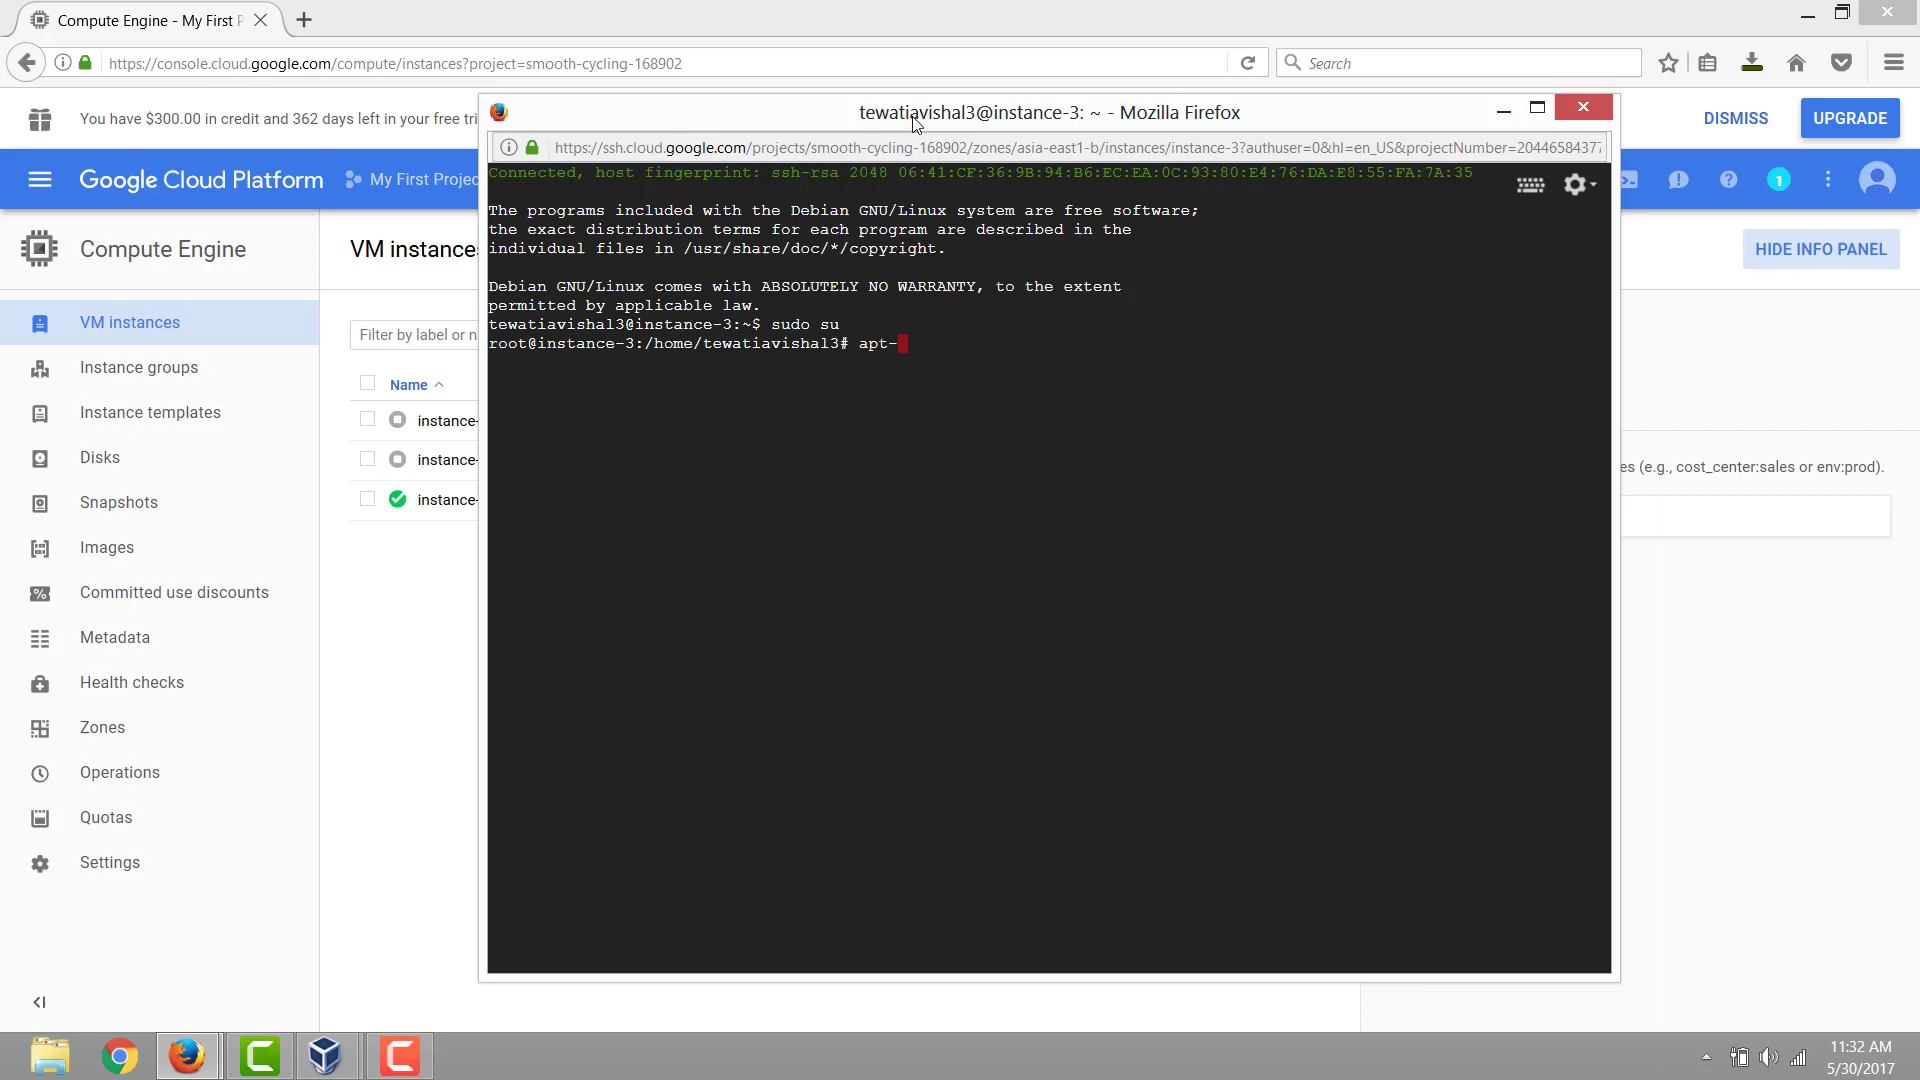 Compute Engine - My First P
https://console.cloud.google.com/compute/instances?project=smooth-cycling-168902
Search
You have $300.00 in credit and 362 days left in your free tri
DISMISS
UPGRADE
tewatiavishal3@instance-3: ~ - Mozilla Firefox
https://ssh.cloud.google.com/projects/smooth-cycling-168902/zones/asia-east1-b/instances/instance-3?authuser=0&hl=en_US&projectNumber=20446584377
Google Cloud Platform
My First Projec
1
Connected, host fingerprint: ssh-rsa 2048 06:41:CF:36:9B:94:B6:EC:EA:0C:93:80:E4:76:DA:E8:55:FA:7A:35
The programs included with the Debian GNU/Linux system are free software;
the exact distribution terms for each program are described in the
individual files in /usr/share/doc/*/copyright.
Debian GNU/Linux comes with ABSOLUTELY NO WARRANTY, to the extent
permitted by applicable law.
tewatiavishal3@instance-3:~$ sudo su
root@instance-3:/home/tewatiavishal3# apt-
Compute Engine
VM instances
HIDE INFO PANEL
VM instances
Instance groups
Instance templates
Disks
Snapshots
Images
Committed use discounts
Metadata
Health checks
Zones
Operations
Quotas
Settings
Filter by label or n
Name
instance-
instance-
instance-
es (e.g., cost_center:sales or env:prod).
11:32 AM
5/30/2017